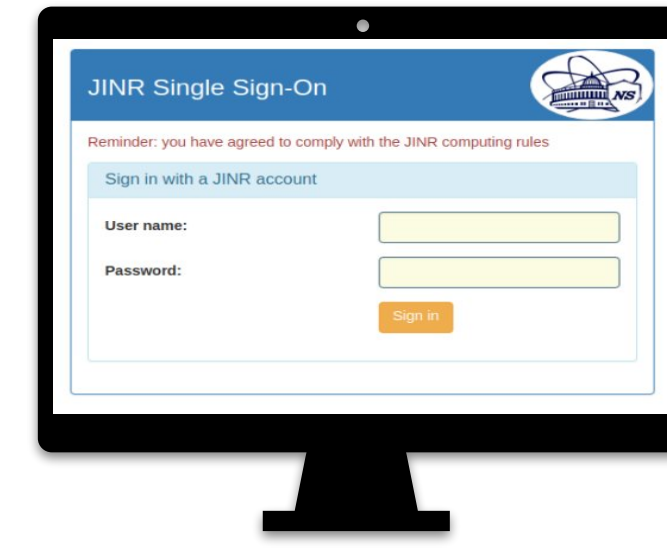 JINR Single Sign-On
NS
Reminder: you have agreed to comply with the JINR computing rules
Sign in with a JINR account
User name:
Password:
Sign in